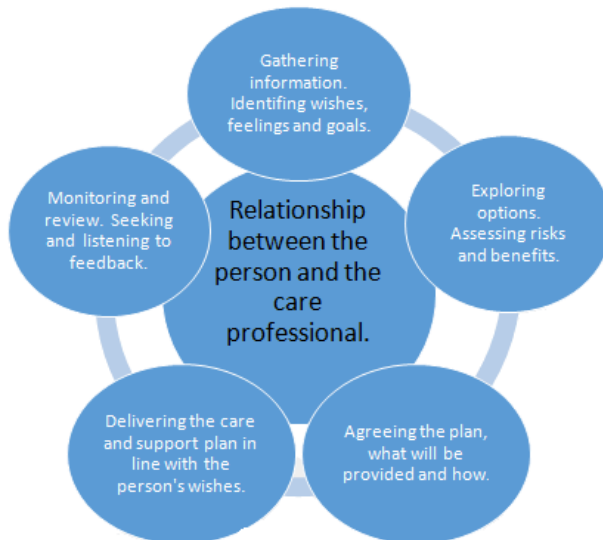 Gathering
information.
Identifing wishes,
feelings and goals.
Exploring
options.
Assessing risks
and benefits.
Agreeing the plan,
what will be
provided and how.
Delivering the care
and support plan in
line with the
person's wishes.
Monitoring and
review. Seeking
and listening to
feedback.
Relationship
between the
person and the
care
professional.